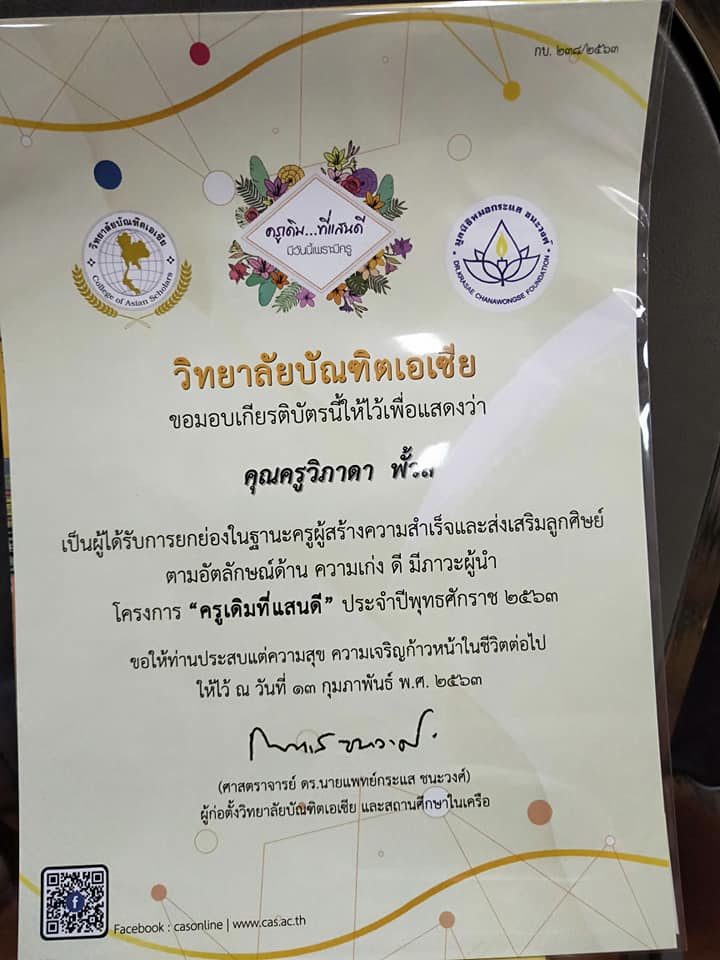 กบ. ๒๓๘/๒๕๖๓
วิทยาลัยบัณฑิตเอเซีย
College of Asian Scholars
ครูเดิม...ที่แสนดี
มีวันนี้เพราะมีครู
มูลนิธิหมอกระแส ชนะวงศ์
DR.KRASAE CHANAWONGSE FOUNDATION
วิทยาลัยบัณฑิตเอเซีย
ขอมอบเกียรติบัตรนี้ให้ไว้เพื่อแสดงว่า
คุณครูวิภาดา
เป็นผู้ได้รับการยกย่องในฐานะครูผู้สร้างความสำเร็จและส่งเสริมลูกศิษย์
ตามอัตลักษณ์ด้าน ความเก่ง ดี มีภาวะผู้นำ
โครงการ “ครูเดิมที่แสนดี” ประจำปีพุทธศักราช ๒๕๖๓
ขอให้ท่านประสบแต่ความสุข ความเจริญก้าวหน้าในชีวิตต่อไป
ให้ไว้ ณ วันที่ ๑๓ กุมภาพันธ์ พ.ศ. ๒๕๖๓
(ศาสตราจารย์ ดร.นายแพทย์กระแส ชนะวงศ์)
ผู้ก่อตั้งวิทยาลัยบัณฑิตเอเซีย และสถานศึกษาในเครือ
Facebook : casonline | www.cas.ac.th